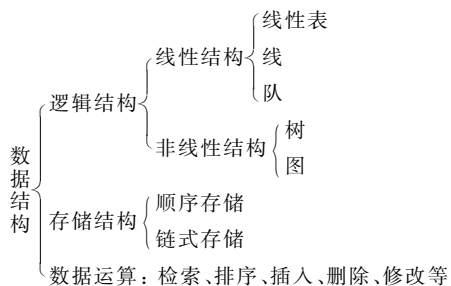 线性表
线性结构
线
队
逻辑结构
树
非线性结构
图
数据结构
顺序存储
存储结构
链式存储
数据运算：检索、排序、插入、删除、修改等